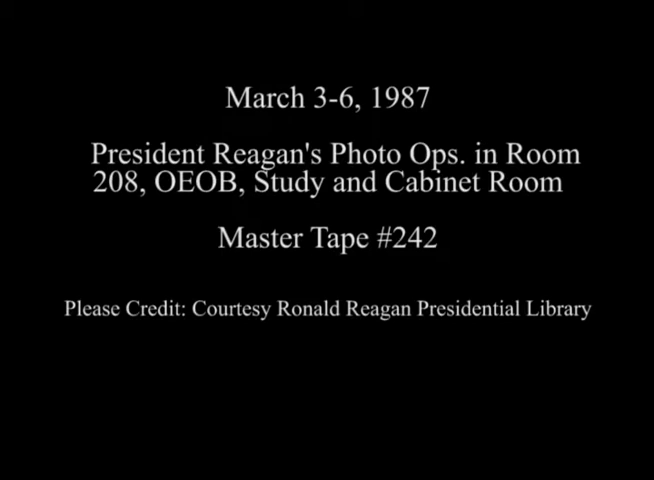 March 3-6, 1987
President Reagan's Photo Ops. in Room
208, OEOB, Study and Cabinet Room
Master Tape #242
Please Credit: Courtesy Ronald Reagan Presidential Library